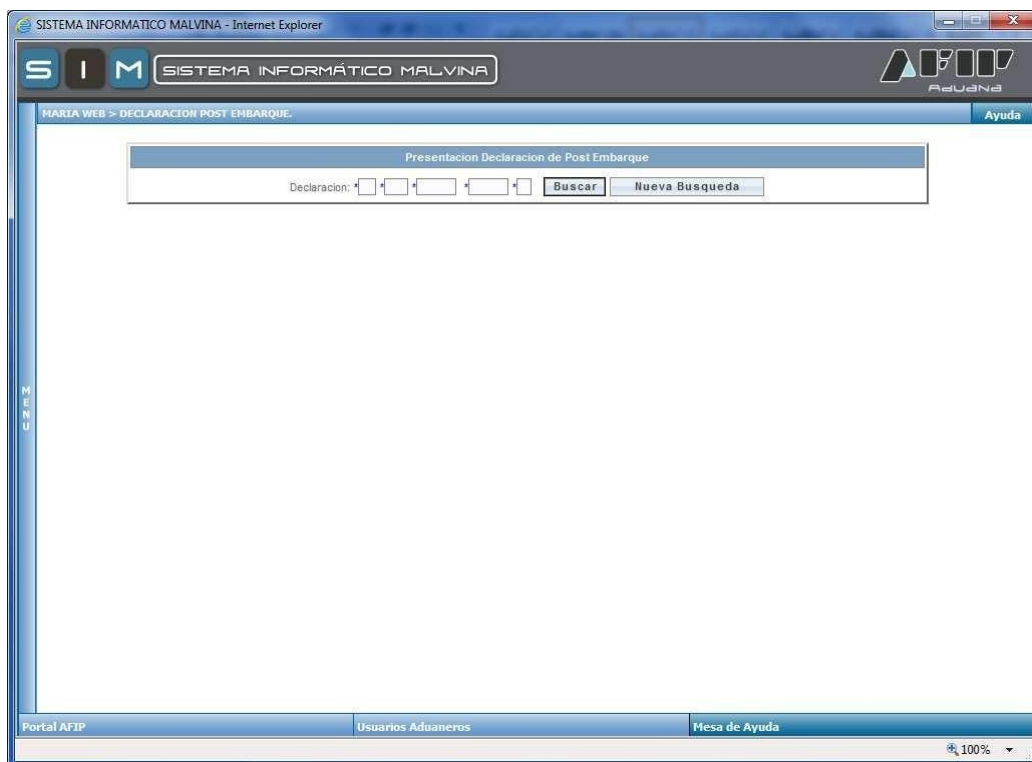 SISTEMA INFORMATICO MALVINA - Internet Explorer
S I M SISTEMA INFORMÁTICO MALVINA
AFIP
Aduana
MARIA WEB > DECLARACION POST EMBARQUE.
Ayuda
Presentacion Declaracion de Post Embarque
Declaracion: * * * * * Buscar Nueva Busqueda
MENU
Portal AFIP Usuarios Aduaneros Mesa de Ayuda
100%